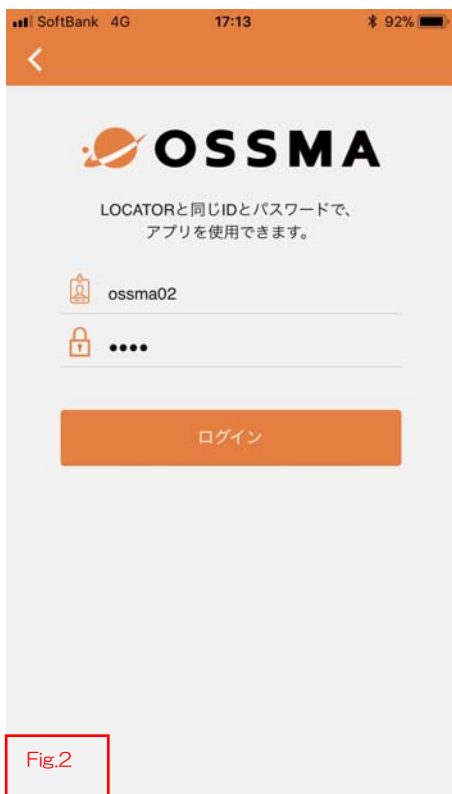 SoftBank 4G 17:13 92%
OSSMA
LOCATORと同じIDとパスワードで、
アプリを使用できます。
ossma02
••••
ログイン
Fig.2